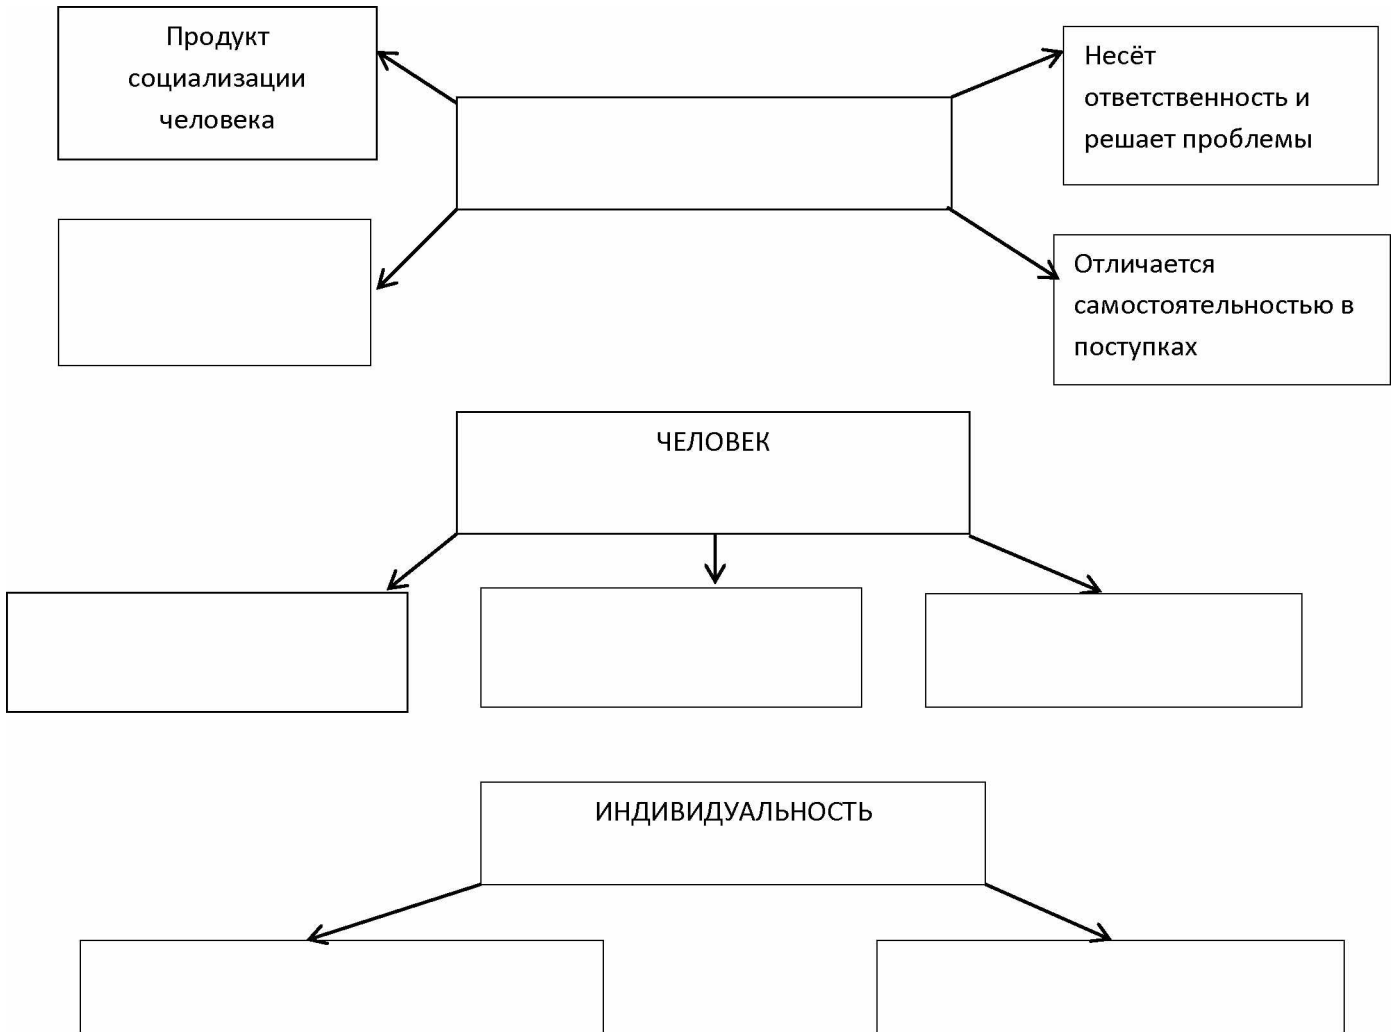 Продукт
социализации
человека
Несёт
ответственность и
решает проблемы
Отличается
самостоятельностью в
поступках
ЧЕЛОВЕК
ИНДИВИДУАЛЬНОСТЬ